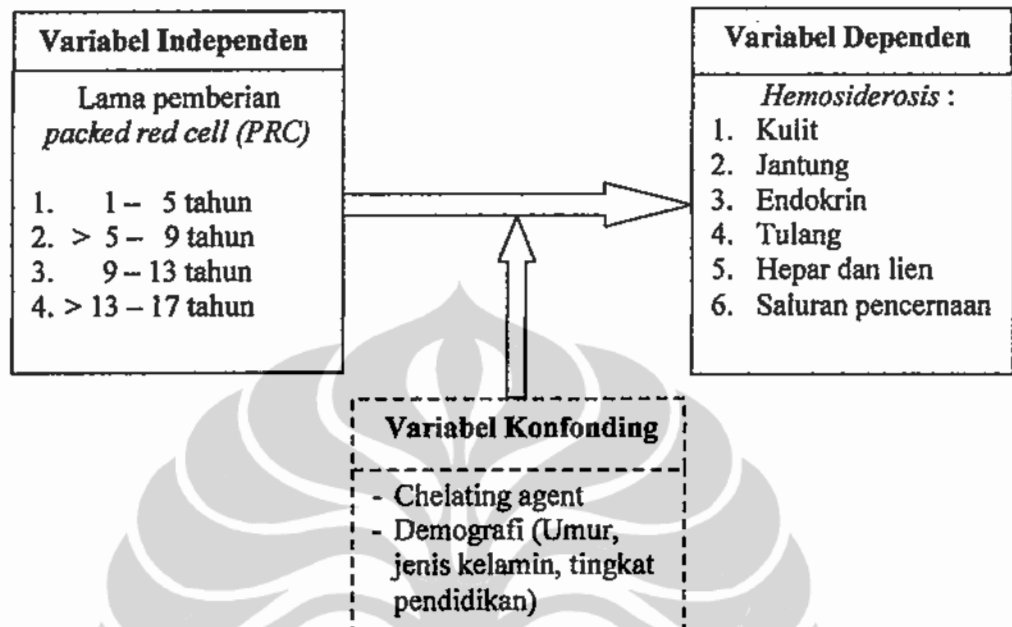 Variabel Independen
Lama pemberian
packed red cell (PRC)
1. 1 – 5 tahun
2. > 5 – 9 tahun
3. 9 – 13 tahun
4. > 13 – 17 tahun
Variabel Dependen
Hemosiderosis :
1. Kulit
2. Jantung
3. Endokrin
4. Tulang
5. Hepar dan lien
6. Saluran pencernaan
Variabel Konfonding
- Chelating agent
- Demografi (Umur,
jenis kelamin, tingkat
pendidikan)